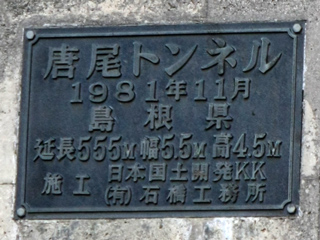 唐尾トンネル
1981年11月
島根県
延長555M幅5.5M高4.5M
施工 日本国土開発KK
(有)石橋工務所